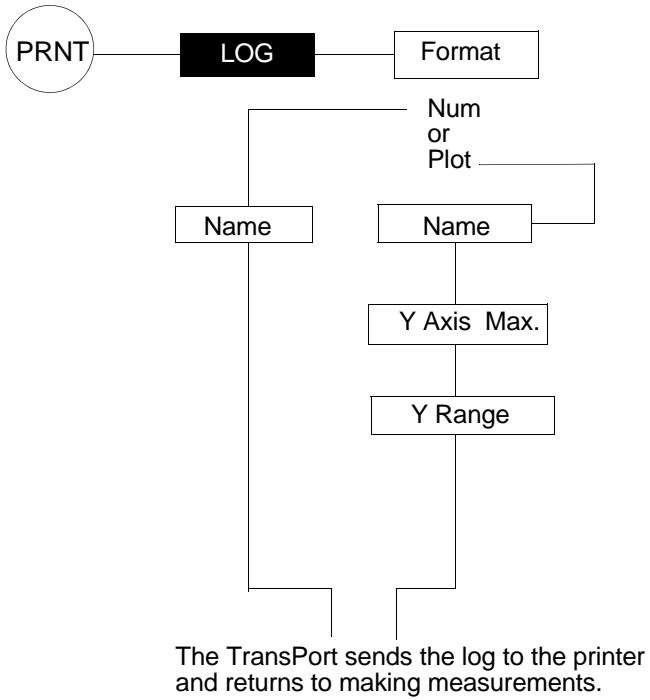 PRNT
LOG
Format
Num
or
Plot
Name
Name
Y Axis Max.
Y Range
The TransPort sends the log to the printer
and returns to making measurements.